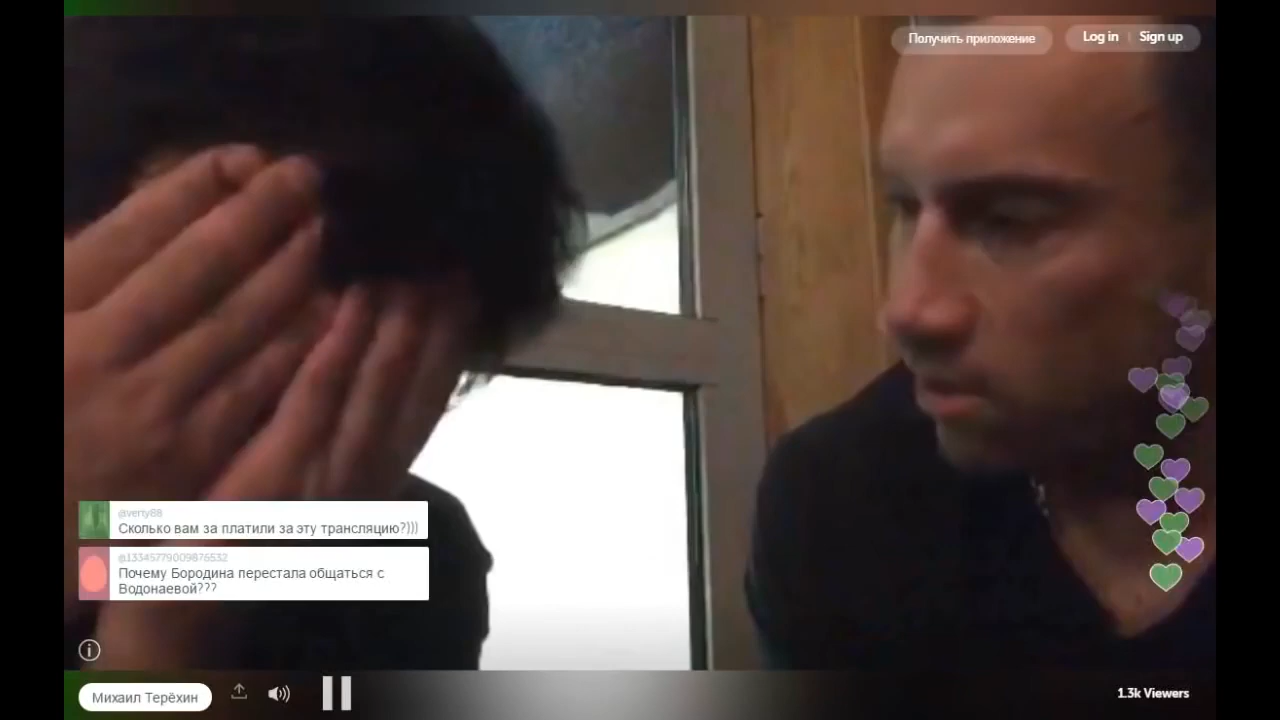 Получить приложение
Log in | Sign up
@verty88
Сколько вам за платили за эту трансляцию?)))
@13345779009876532
Почему Бородина перестала общаться с
Водонаевой???
Михаил Терёхин
1.3k Viewers